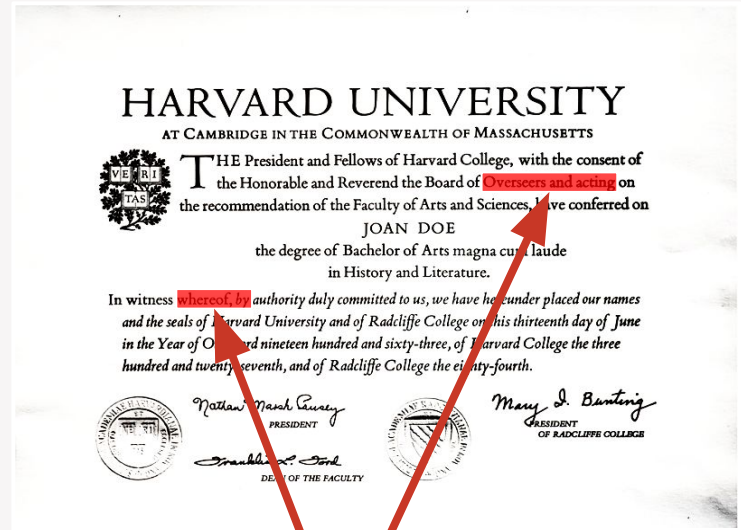 HARVARD UNIVERSITY
AT CAMBRIDGE IN THE COMMONWEALTH OF MASSACHUSETTS
VE RI
TAS
THE President and Fellows of Harvard College, with the consent of
the Honorable and Reverend the Board of Overseers and acting on
the recommendation of the Faculty of Arts and Sciences, have conferred on
JOAN DOE
the degree of Bachelor of Arts magna cum laude
in History and Literature.
In witness whereof, by authority duly committed to us, we have hereunder placed our names
and the seals of Harvard University and of Radcliffe College on this thirteenth day of June
in the Year of Our Lord nineteen hundred and sixty-three, of Harvard College the three
hundred and twenty-seventh, and of Radcliffe College the eighty-fourth.
Nathan Marsh Pusey
PRESIDENT
Franklin L. Ford
DEAN OF THE FACULTY
Mary I. Bunting
PRESIDENT
OF RADCLIFFE COLLEGE